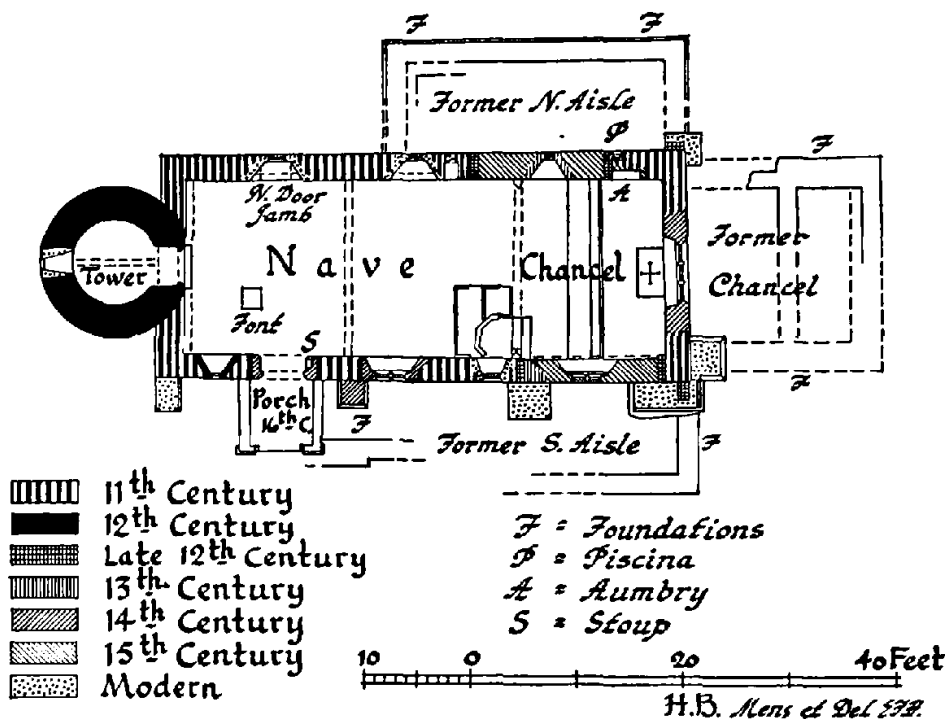 F F
Former N. Aisle
P
F
N. Door
Jamb
A
Tower
Nave
Chancel
Former
Chancel
Font
S
Porch
16th C.
F
F
Former S. Aisle
F
11th Century
12th Century
Late 12th Century
13th Century
14th Century
15th Century
Modern
F = Foundations
P = Piscina
A = Aumbry
S = Stoup
10 0 20 40 Feet
H.B. Mens et Del